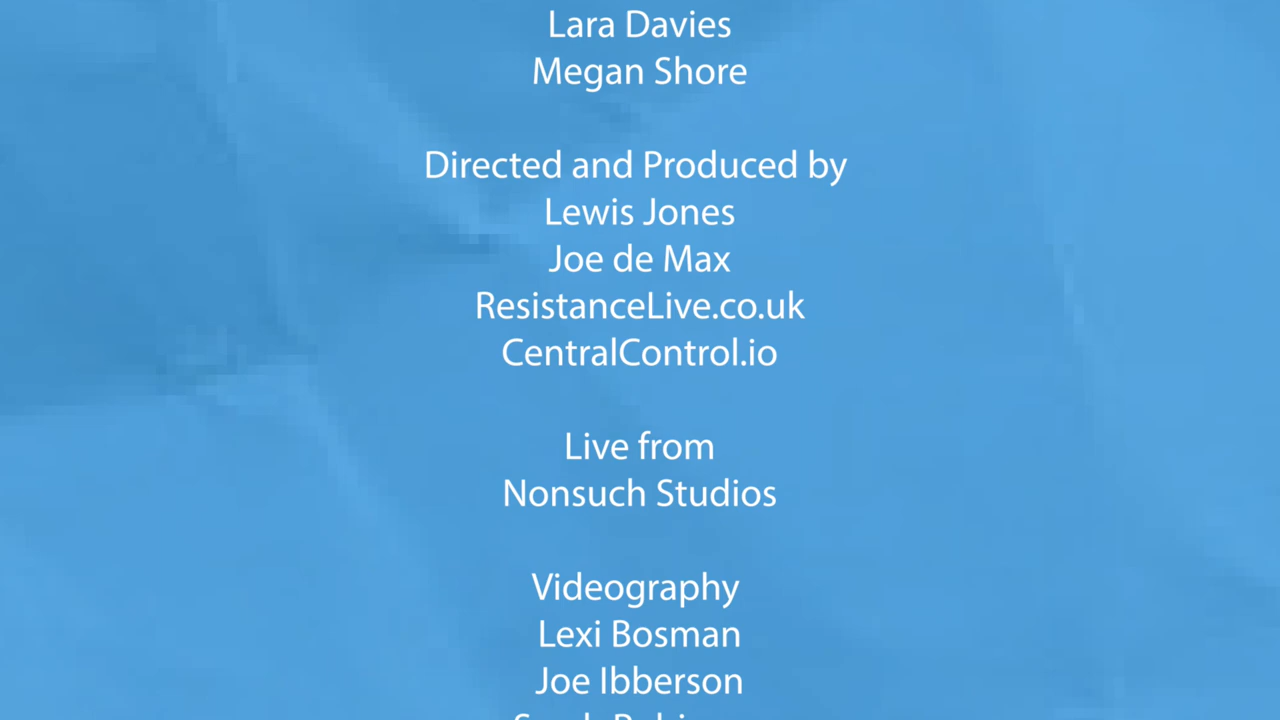 Lara Davies
Megan Shore
Directed and Produced by
Lewis Jones
Joe de Max
ResistanceLive.co.uk
CentralControl.io
Live from
Nonsuch Studios
Videography
Lexi Bosman
Joe Ibberson